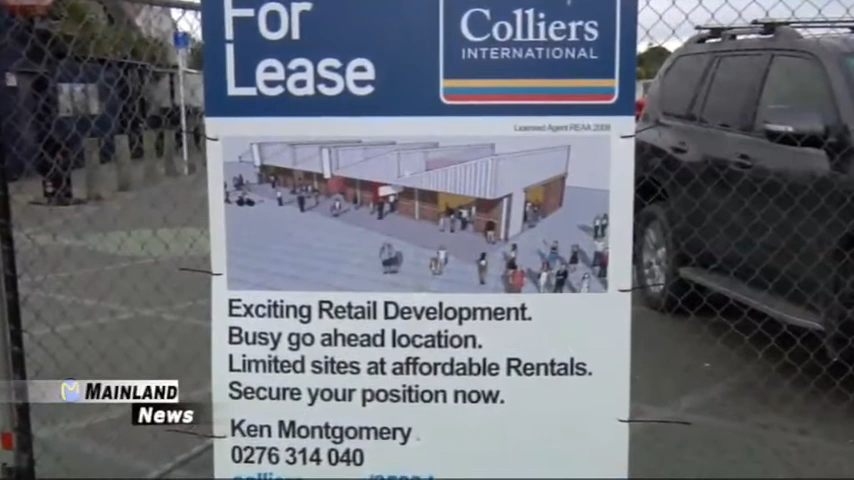 For
Lease
Colliers
INTERNATIONAL
Licensed Agent REAA 2008
Exciting Retail Development.
Busy go ahead location.
Limited sites at affordable Rentals.
Secure your position now.
Ken Montgomery
0276 314 040
MAINLAND
News